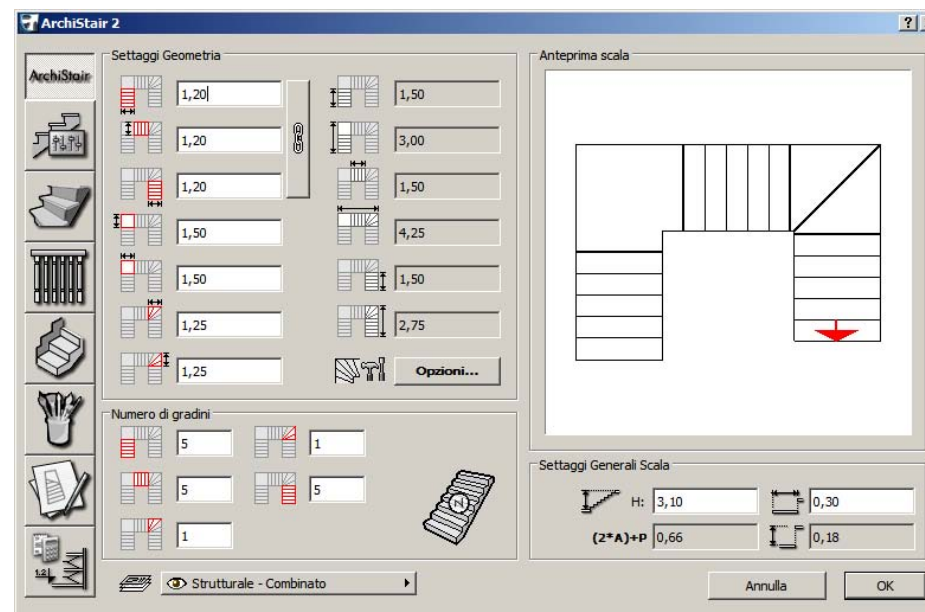 ArchiStair 2
?
ArchiStair
Settaggi Geometria
1,20
1,50
1,20
3,00
1,20
1,50
1,50
4,25
1,50
1,50
1,25
2,75
1,25
Opzioni...
Numero di gradini
5
1
5
5
1
Z
1.2
Strutturale - Combinato
Anteprima scala
Settaggi Generali Scala
H:
3,10
0,30
(2*A)+P
0,66
0,18
Annulla
OK